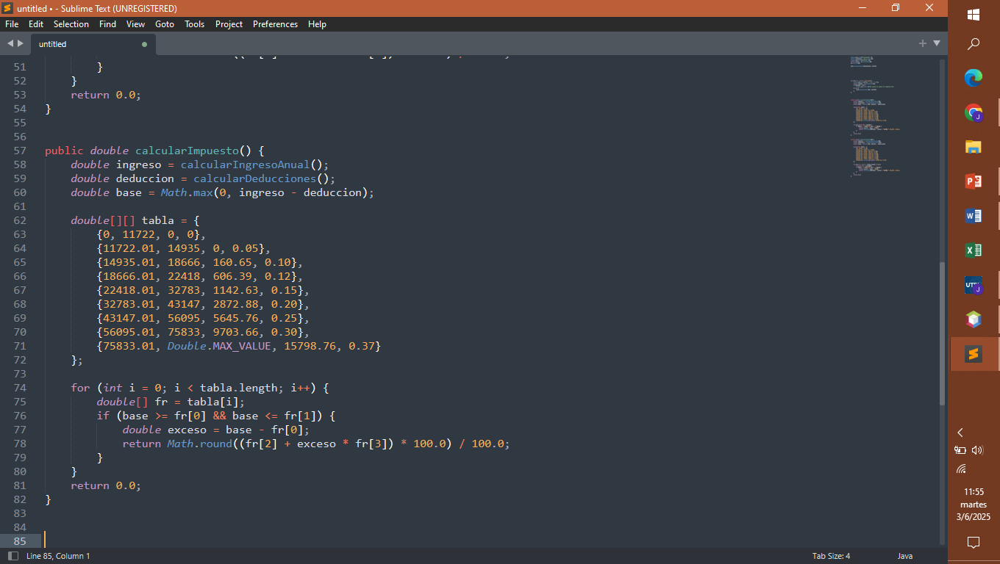 untitled • - Sublime Text (UNREGISTERED)
File Edit Selection Find View Goto Tools Project Preferences Help
untitled
51 }
52 }
53 return 0.0;
54 }
55
56
57 public double calcularImpuesto() {
58 double ingreso = calcularIngresoAnual();
59 double deduccion = calcularDeducciones();
60 double base = Math.max(0, ingreso - deduccion);
61
62 double[][] tabla = {
63 {0, 11722, 0, 0},
64 {11722.01, 14935, 0, 0.05},
65 {14935.01, 18666, 160.65, 0.10},
66 {18666.01, 22418, 606.39, 0.12},
67 {22418.01, 32783, 1142.63, 0.15},
68 {32783.01, 43147, 2872.88, 0.20},
69 {43147.01, 56095, 5645.76, 0.25},
70 {56095.01, 75833, 9703.66, 0.30},
71 {75833.01, Double.MAX_VALUE, 15798.76, 0.37}
72 };
73
74 for (int i = 0; i < tabla.length; i++) {
75 double[] fr = tabla[i];
76 if (base >= fr[0] && base <= fr[1]) {
77 double exceso = base - fr[0];
78 return Math.round((fr[2] + exceso * fr[3]) * 100.0) / 100.0;
79 }
80 }
81 return 0.0;
82 }
83
84
85
Line 85, Column 1
Tab Size: 4
Java
11:55
martes
3/6/2025